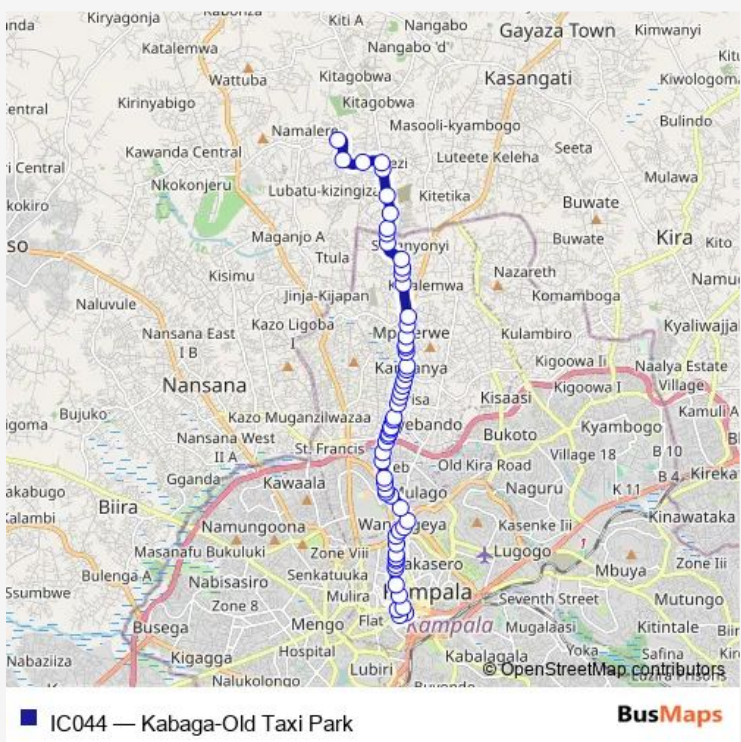 Kiryagonja
Kabonza
Kiti A
Gayaza Town
Kimwanyi
Katalemwa
Nangabo 'd'
Wattuba
Kitagobwa
Kasangati
Kiwologoma
Kirinyabigo
Kitagobwa
Bulindo
Namalere
Masooli-kyambogo
Kawanda Central
Luteete Keleha
Seeta
Nkokonjeru
Lubatu-kizingiza
Kitetika
Mulawa
Buwate
Maganjo A
Buwate
Kira
Kito
Ttula
Kisimu
Nazareth
Jinja-Kijapan
Komamboga
Naluvule
Kazo Ligoba
I
Kulambiro
Kyaliwajjala
Nansana East
I B
Kigoowa Ii
Naalya Estate
Village
Nansana
Kisaasi
Kigoowa I
Bujuko
Kazo Muganzilwazaa
Kyambogo
Kamuli A
Nansana West
II A
St. Francis
Bukoto
Village 18
B 10
Gganda
Kawaala
Old Kira Road
Naguru
K 11
B 4
Kireka
Biira
Namungoona
Kasenke Iii
Kinawataka
Masanafu Bukuluki
Zone Viii
Lugogo
1
Bulenga A
Nabisasiro
Senkatuuka
Mbuya
Zone Iii
Ssumbwe
Zone 8
Mulira
Kampala
Seventh Street
Mutungo
Busega
Mengo
Flat
Kampala
Mugalaasi
Kitintale
Nabaziiza
Kigagga
Hospital
Kabalagala
Yoka
Safina
Nalukolongo
Lubiri
© OpenStreetMap contributors
IC044 — Kabaga-Old Taxi Park
BusMaps